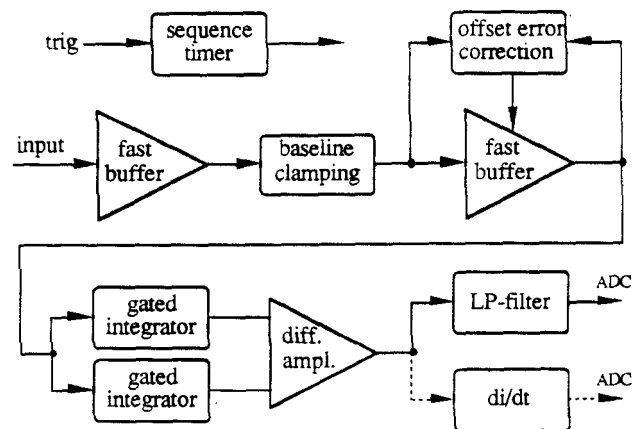 trig
sequence
timer
offset error
correction
input
fast
buffer
baseline
clamping
fast
buffer
gated
integrator
gated
integrator
diff.
ampl.
LP-filter
ADC
di/dt
ADC